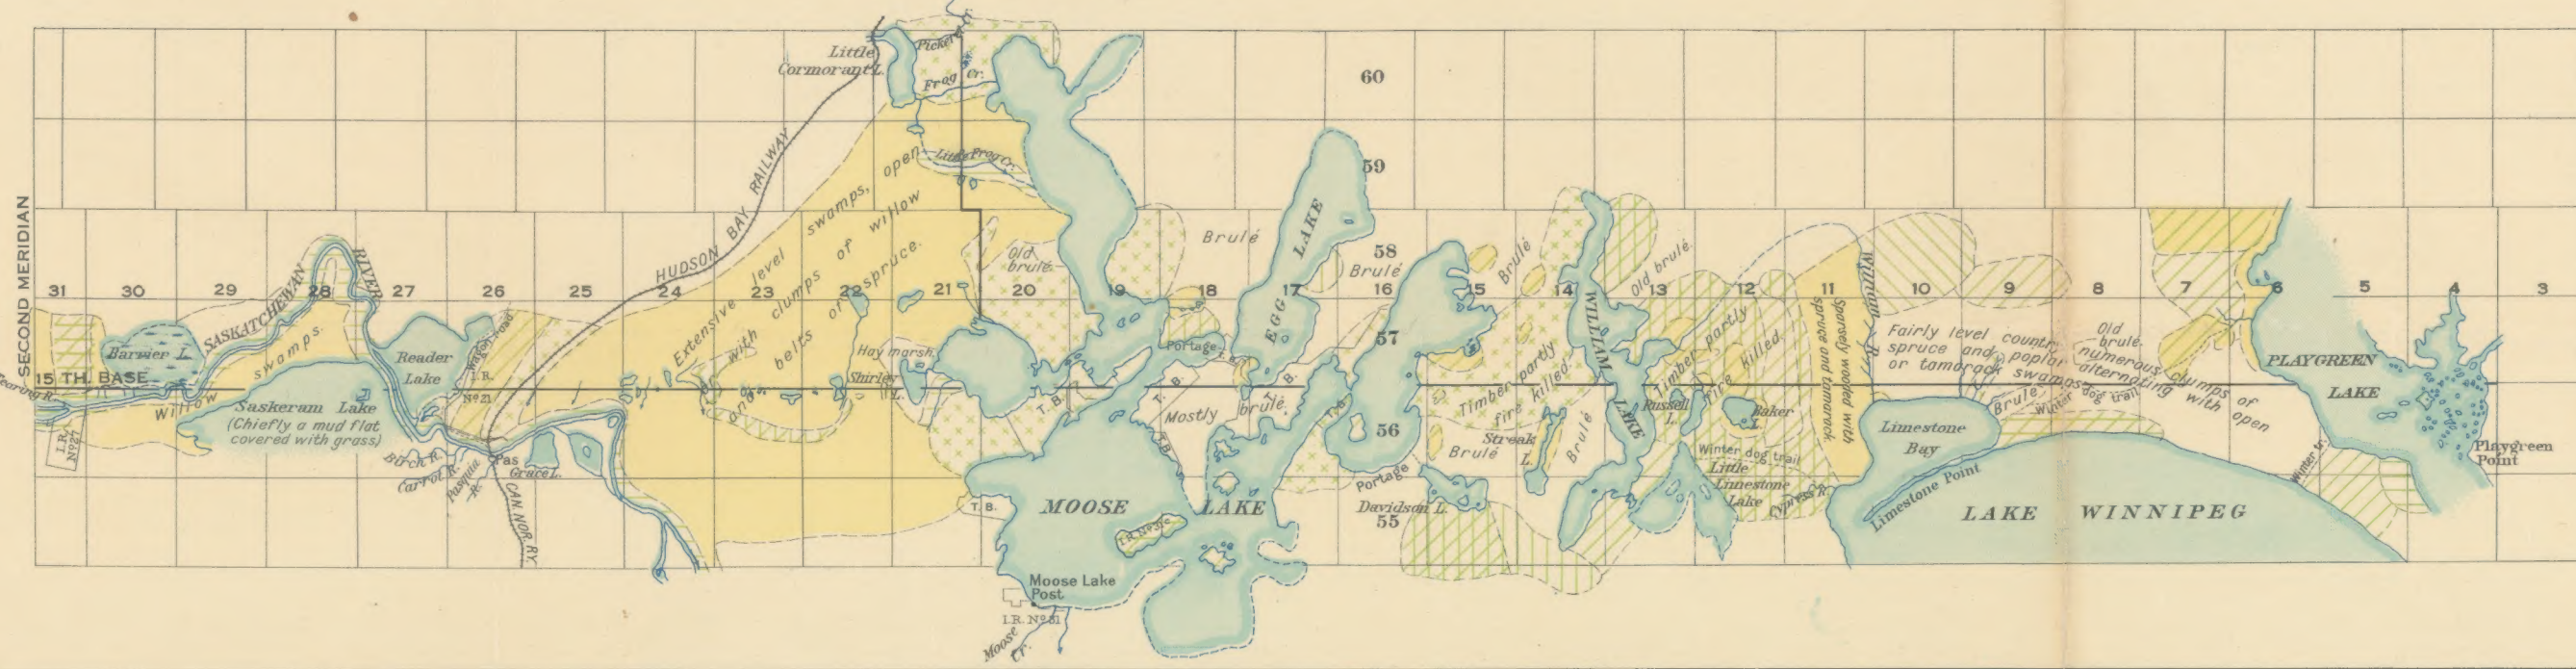 Little
Cormorant L.
Frog Cr.
60
Little Frog Cr.
59
HUDSON BAY RAILWAY
SECOND MERIDIAN
Extensive level swamps, open
with clumps of willow
and belts of spruce.
Old
brulé
Brulé
58
Brulé
Brulé
Old brulé
EGG LAKE
31
30
29
28
27
26
25
24
23
22
21
20
19
18
17
16
15
14
13
12
11
10
9
8
7
6
5
4
3
SASKATCHEWAN RIVER
swamps.
Willow
Barrier L.
Reader
Lake
Wagon road
I.R.
No 21
15 TH. BASE
I.R.
No 27
Saskeram Lake
(Chiefly a mud flat
covered with grass)
Birch R.
Carrot R.
Pasquia
R.
Pas
Grace L.
CAN. NOR. RY.
Hay marsh.
Shirley
L.
57
Portage
T. B.
T. B.
T. B.
T. B.
T. B.
T. B.
Mostly
brulé.
56
Portage
Davidson L.
55
MOOSE LAKE
Moose Lake
Post
I.R. No 31
Moose
Cr.
Timber partly
fire killed.
Streak
L.
Brulé
Brulé
WILLIAM LAKE
Timber partly
fire killed.
Russell
L.
Baker
L.
Winter dog trail
Little
Limestone
Lake
Cypress R.
Sparsely wooded with
spruce and tamarack
William River
Fairly level country
spruce and poplar alternating with open
or tamarack swamps
Old
brulé.
numerous clumps of
Brulé
Winter dog trail
Limestone
Bay
Limestone Point
LAKE WINNIPEG
Winter tr.
PLAYGREEN
LAKE
Playgreen
Point